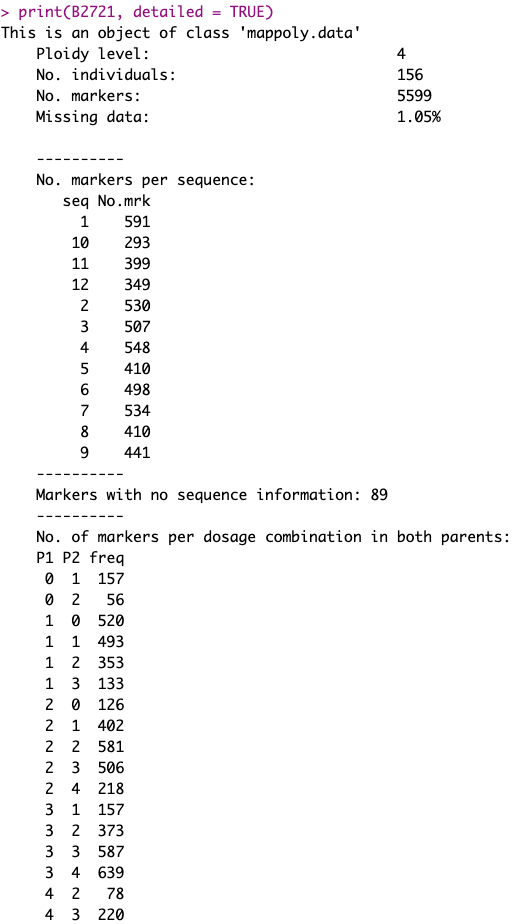 > print(B2721, detailed = TRUE)
This is an object of class 'mappoly.data'
Ploidy level: 4
No. individuals: 156
No. markers: 5599
Missing data: 1.05%
----------
No. markers per sequence:
seq No.mrk
1 591
10 293
11 399
12 349
2 530
3 507
4 548
5 410
6 498
7 534
8 410
9 441
----------
Markers with no sequence information: 89
----------
No. of markers per dosage combination in both parents:
P1 P2 freq
0 1 157
0 2 56
1 0 520
1 1 493
1 2 353
1 3 133
2 0 126
2 1 402
2 2 581
2 3 506
2 4 218
3 1 157
3 2 373
3 3 587
3 4 639
4 2 78
4 3 220